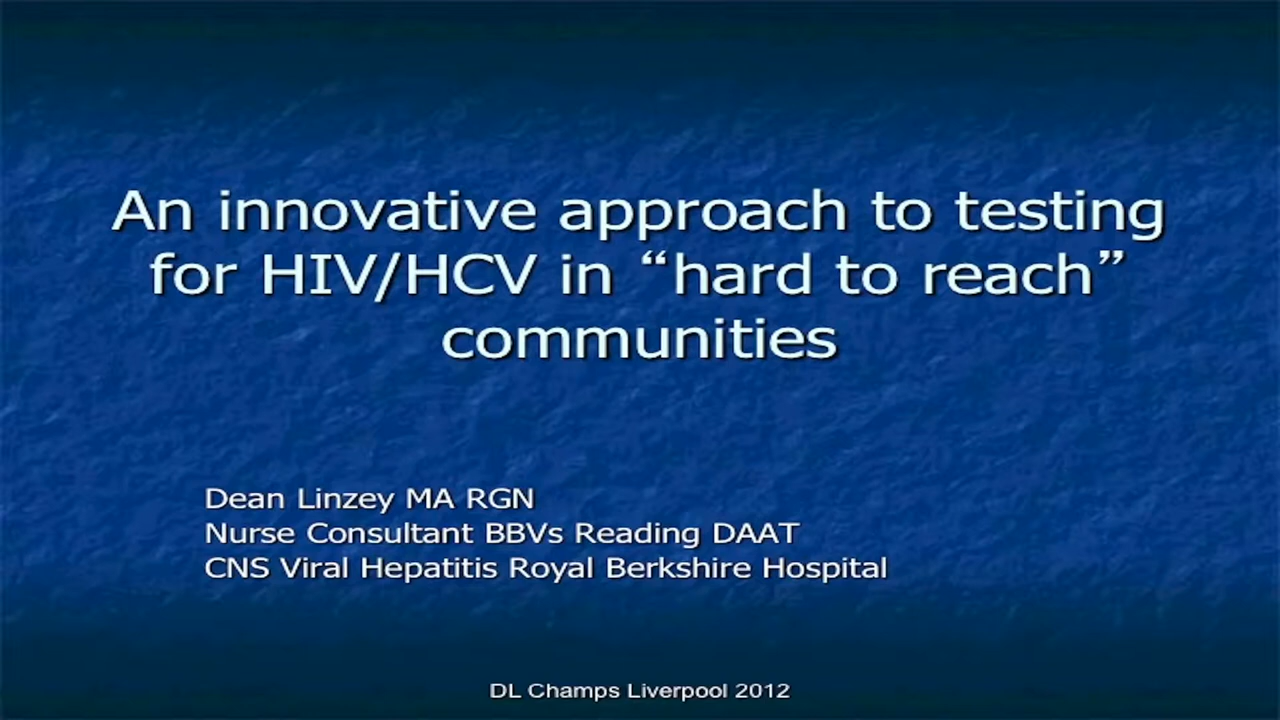 An innovative approach to testing
for HIV/HCV in “hard to reach”
communities
Dean Linzey MA RGN
Nurse Consultant BBVs Reading DAAT
CNS Viral Hepatitis Royal Berkshire Hospital
DL Champs Liverpool 2012